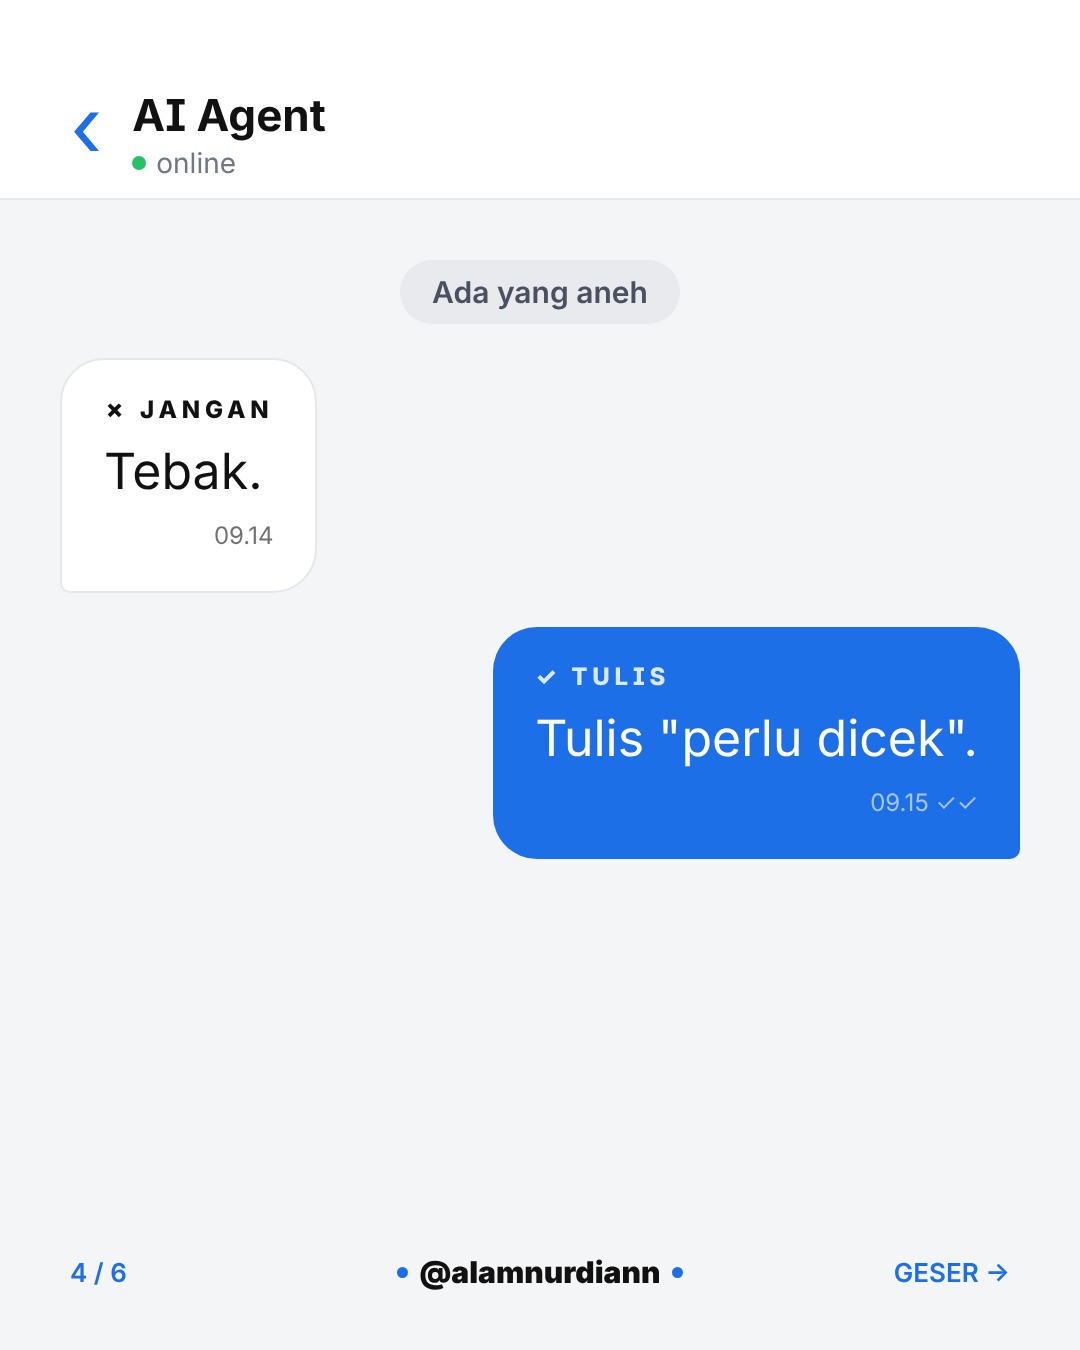 AI Agent
online
Ada yang aneh
× JANGAN
Tebak.
09.14
✓ TULIS
Tulis "perlu dicek".
09.15 ✓✓
4 / 6
• @alamnurdiann •
GESER →